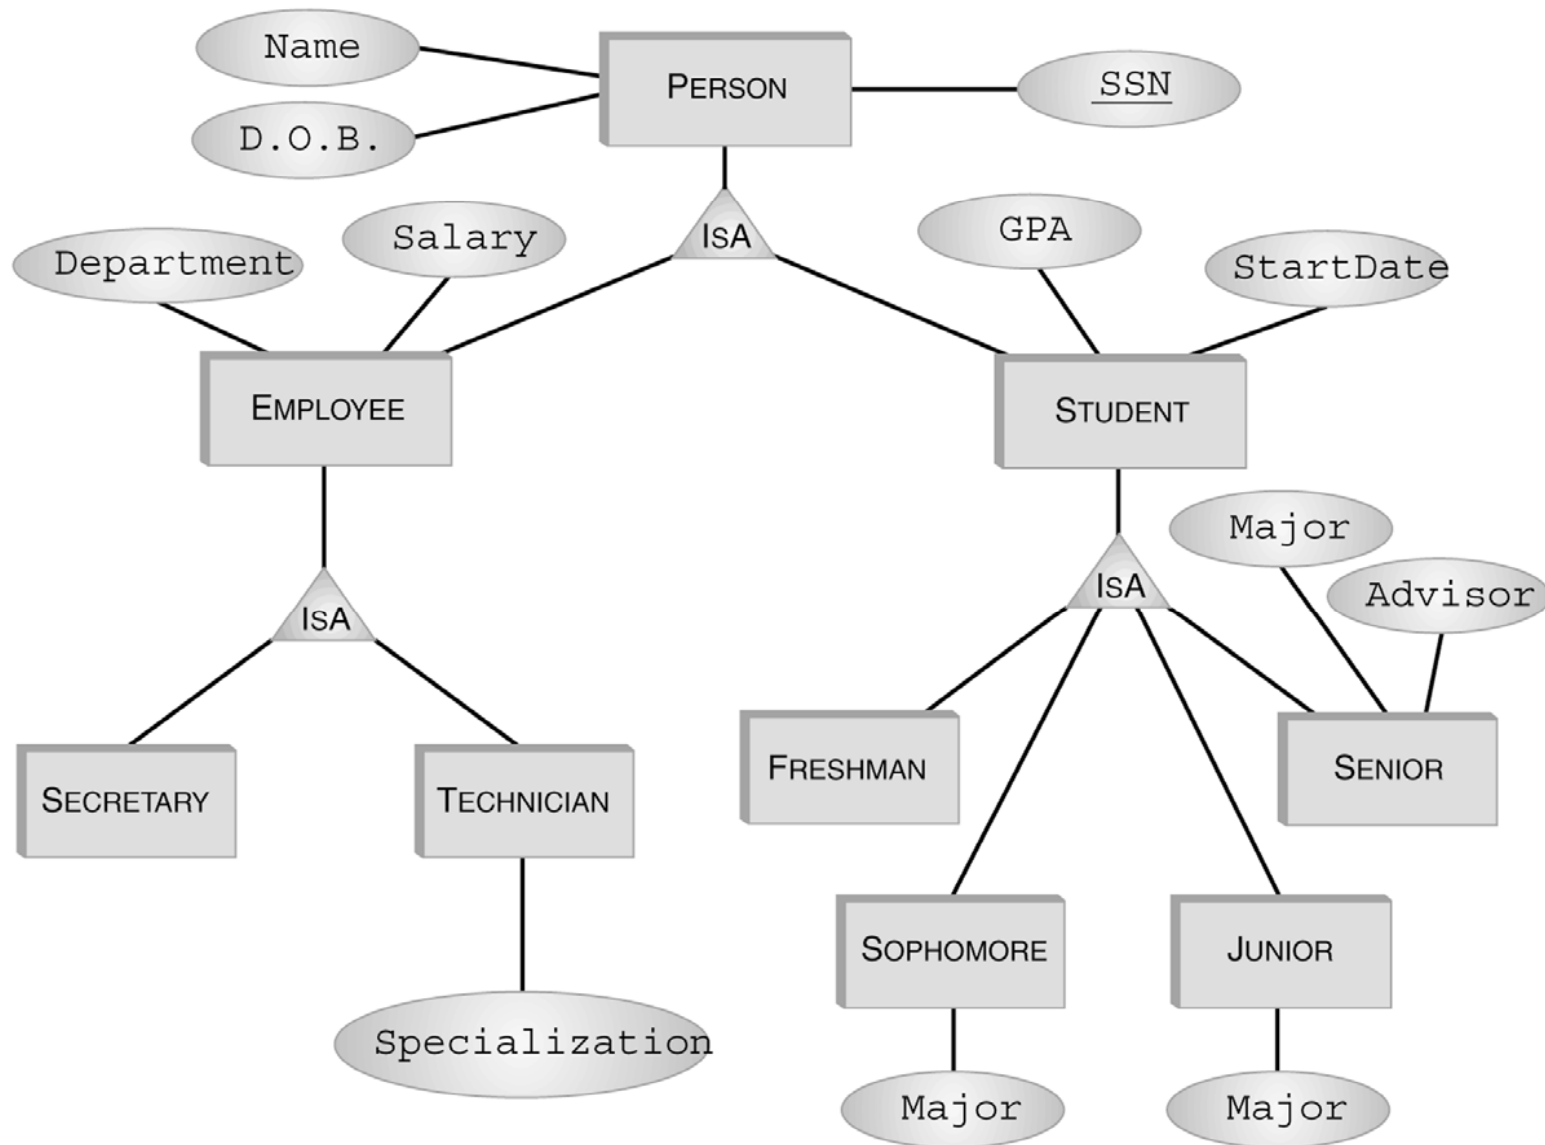 Name
PERSON
SSN
D.O.B.
Department
Salary
ISA
GPA
StartDate
EMPLOYEE
STUDENT
Major
Advisor
ISA
ISA
SECRETARY
TECHNICIAN
FRESHMAN
SENIOR
SOPHOMORE
JUNIOR
Specialization
Major
Major